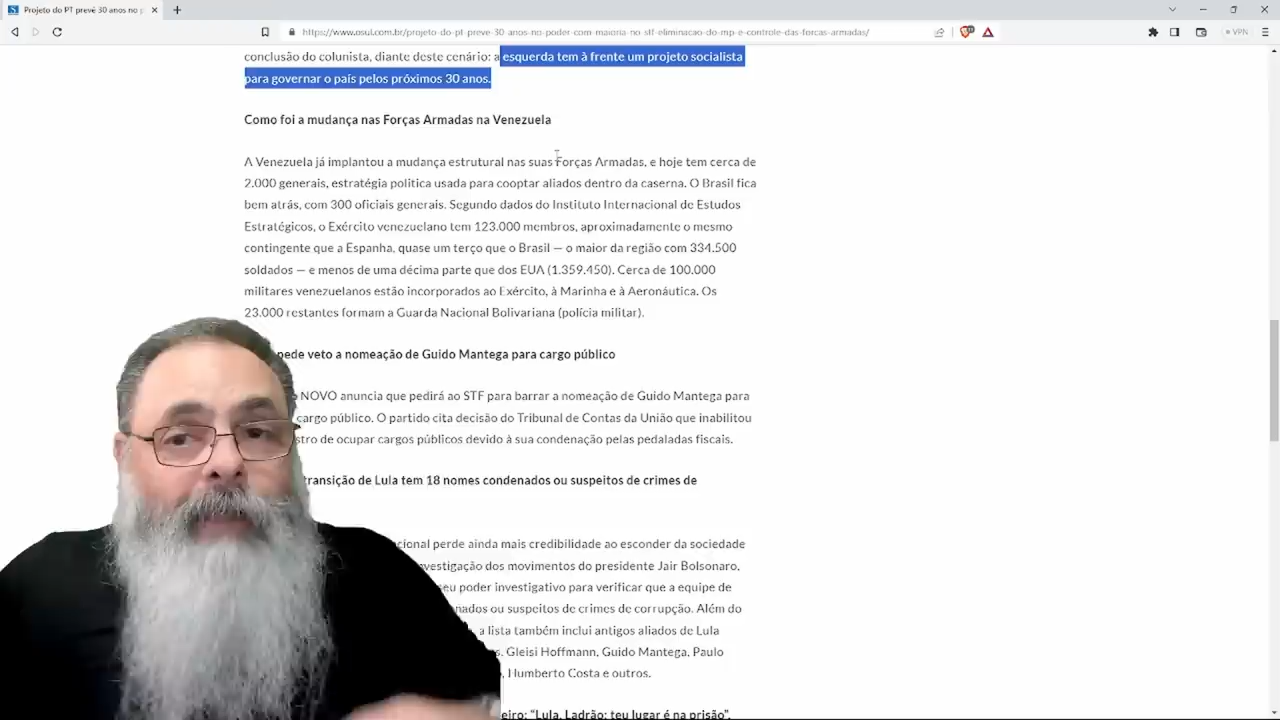 Projeto do PT prevê 30 anos no p
https://www.osul.com.br/projeto-do-pt-preve-30-anos-no-poder-com-maioria-no-stf-eliminacao-do-mp-e-controle-das-forcas-armadas/
VPN
conclusão do colunista, diante deste cenário: a esquerda tem à frente um projeto socialista
para governar o país pelos próximos 30 anos.
Como foi a mudança nas Forças Armadas na Venezuela
A Venezuela já implantou a mudança estrutural nas suas Forças Armadas, e hoje tem cerca de
2.000 generais, estratégia política usada para cooptar aliados dentro da caserna. O Brasil fica
bem atrás, com 300 oficiais generais. Segundo dados do Instituto Internacional de Estudos
Estratégicos, o Exército venezuelano tem 123.000 membros, aproximadamente o mesmo
contingente que a Espanha, quase um terço que o Brasil — o maior da região com 334.500
soldados — e menos de uma décima parte que dos EUA (1.359.450). Cerca de 100.000
militares venezuelanos estão incorporados ao Exército, à Marinha e à Aeronáutica. Os
23.000 restantes formam a Guarda Nacional Bolivariana (polícia militar).
pede veto a nomeação de Guido Mantega para cargo público
NOVO anuncia que pedirá ao STF para barrar a nomeação de Guido Mantega para
cargo público. O partido cita decisão do Tribunal de Contas da União que inabilitou
stro de ocupar cargos públicos devido à sua condenação pelas pedaladas fiscais.
transição de Lula tem 18 nomes condenados ou suspeitos de crimes de
cional perde ainda mais credibilidade ao esconder da sociedade
vestigação dos movimentos do presidente Jair Bolsonaro,
eu poder investigativo para verificar que a equipe de
nados ou suspeitos de crimes de corrupção. Além do
, a lista também inclui antigos aliados de Lula
s, Gleisi Hoffmann, Guido Mantega, Paulo
, Humberto Costa e outros.
eiro: “Lula, Ladrão: teu lugar é na prisão”.